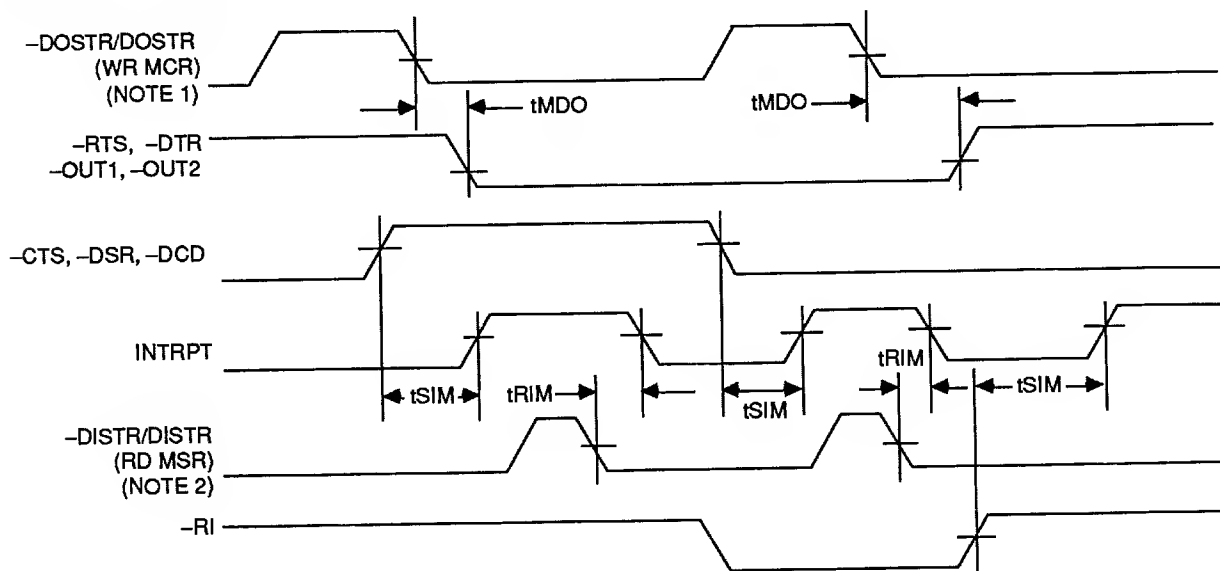 –DOSTR/DOSTR
(WR MCR)
(NOTE 1)
tMDO
tMDO
–RTS, –DTR
–OUT1, –OUT2
–CTS, –DSR, –DCD
INTRPT
tSIM
tRIM
tSIM
tRIM
tSIM
–DISTR/DISTR
(RD MSR)
(NOTE 2)
–RI